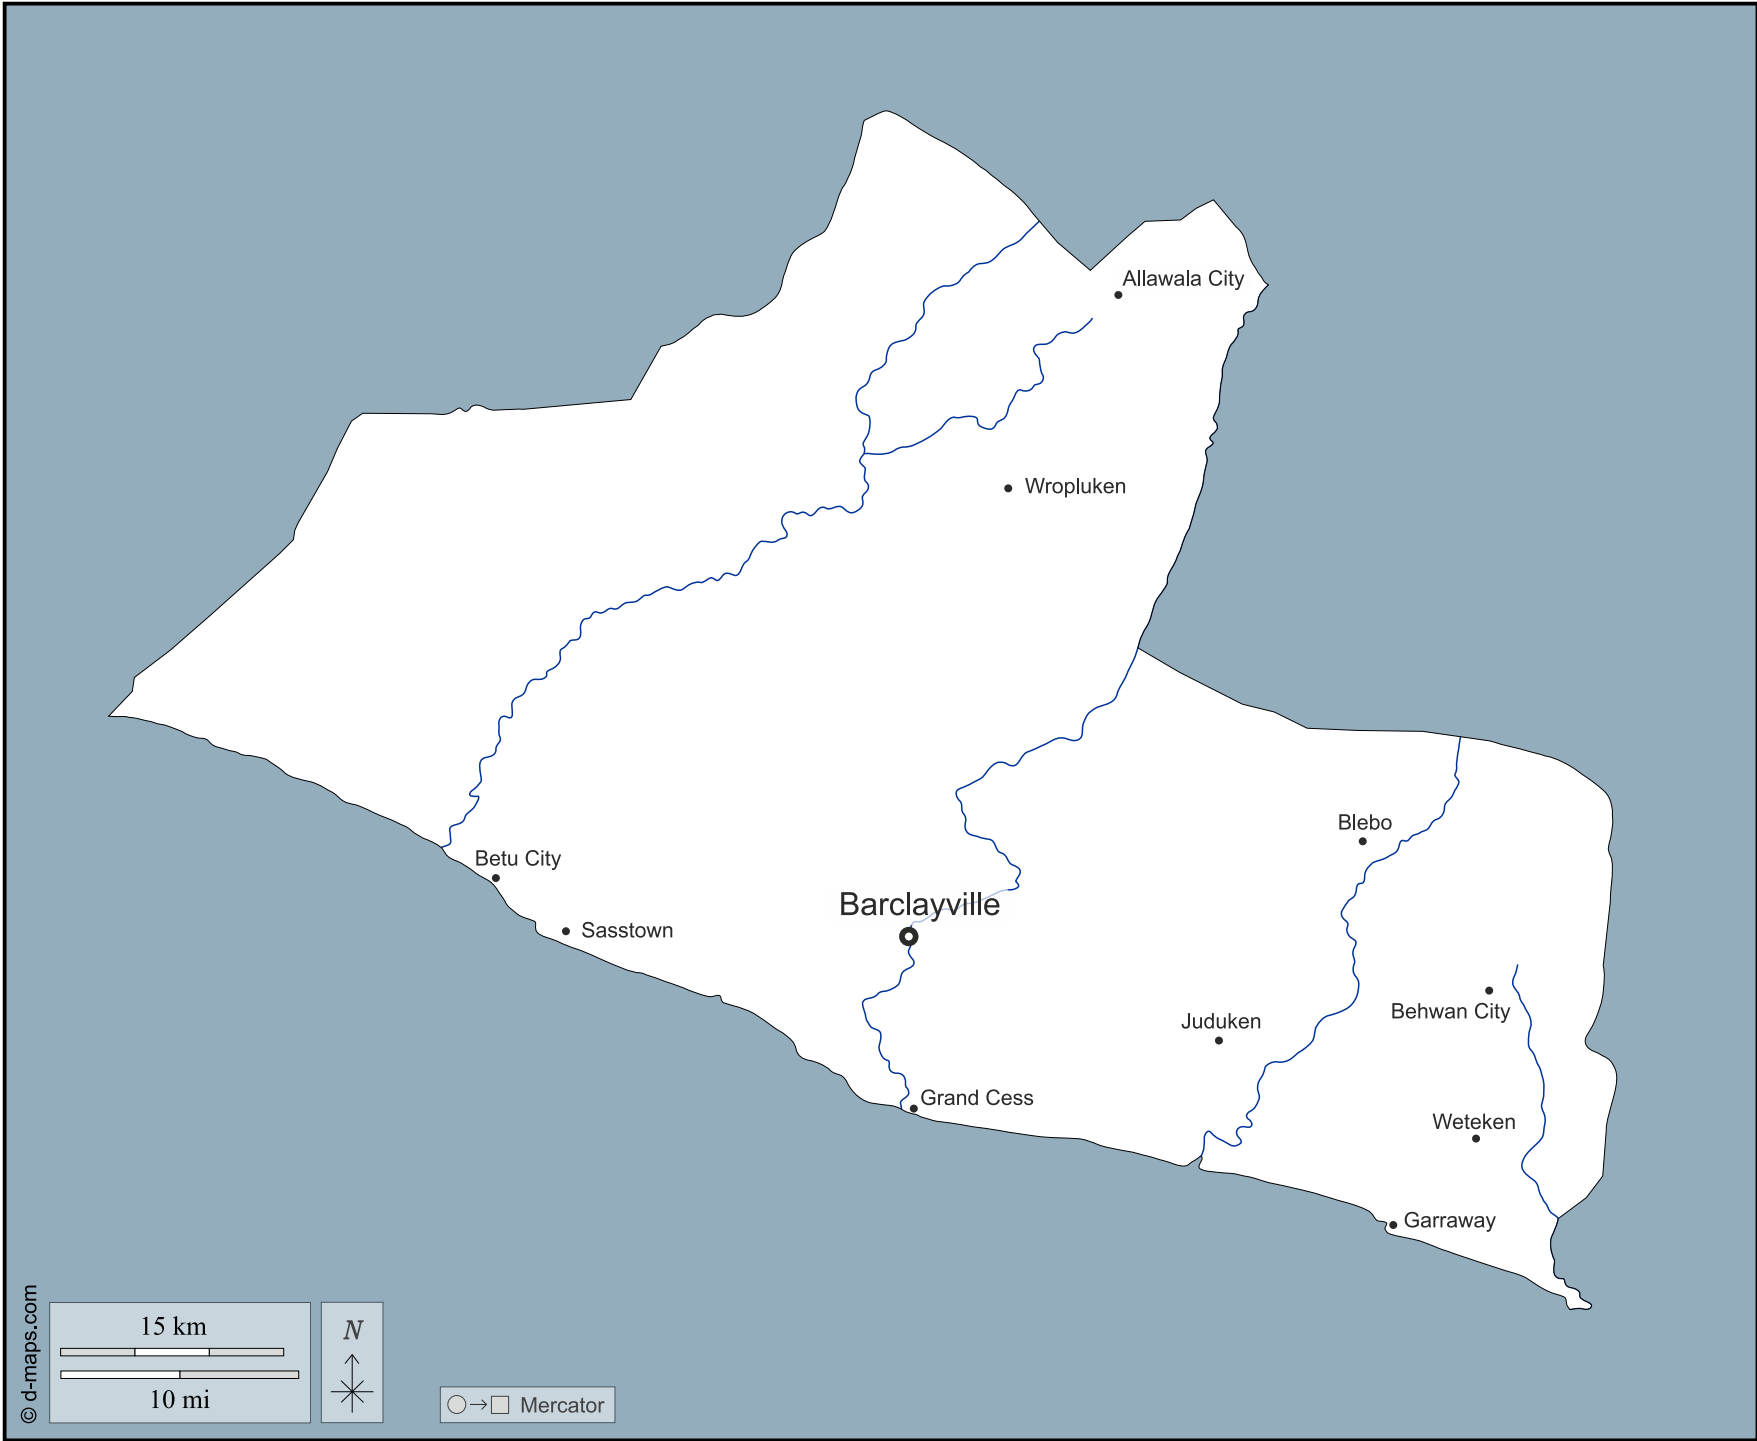 Allawala City
Wropluken
Blebo
Betu City
Barclayville
Sasstown
Behwan City
Juduken
Grand Cess
Weteken
Garraway
© d-maps.com
15 km
10 mi
N
Mercator